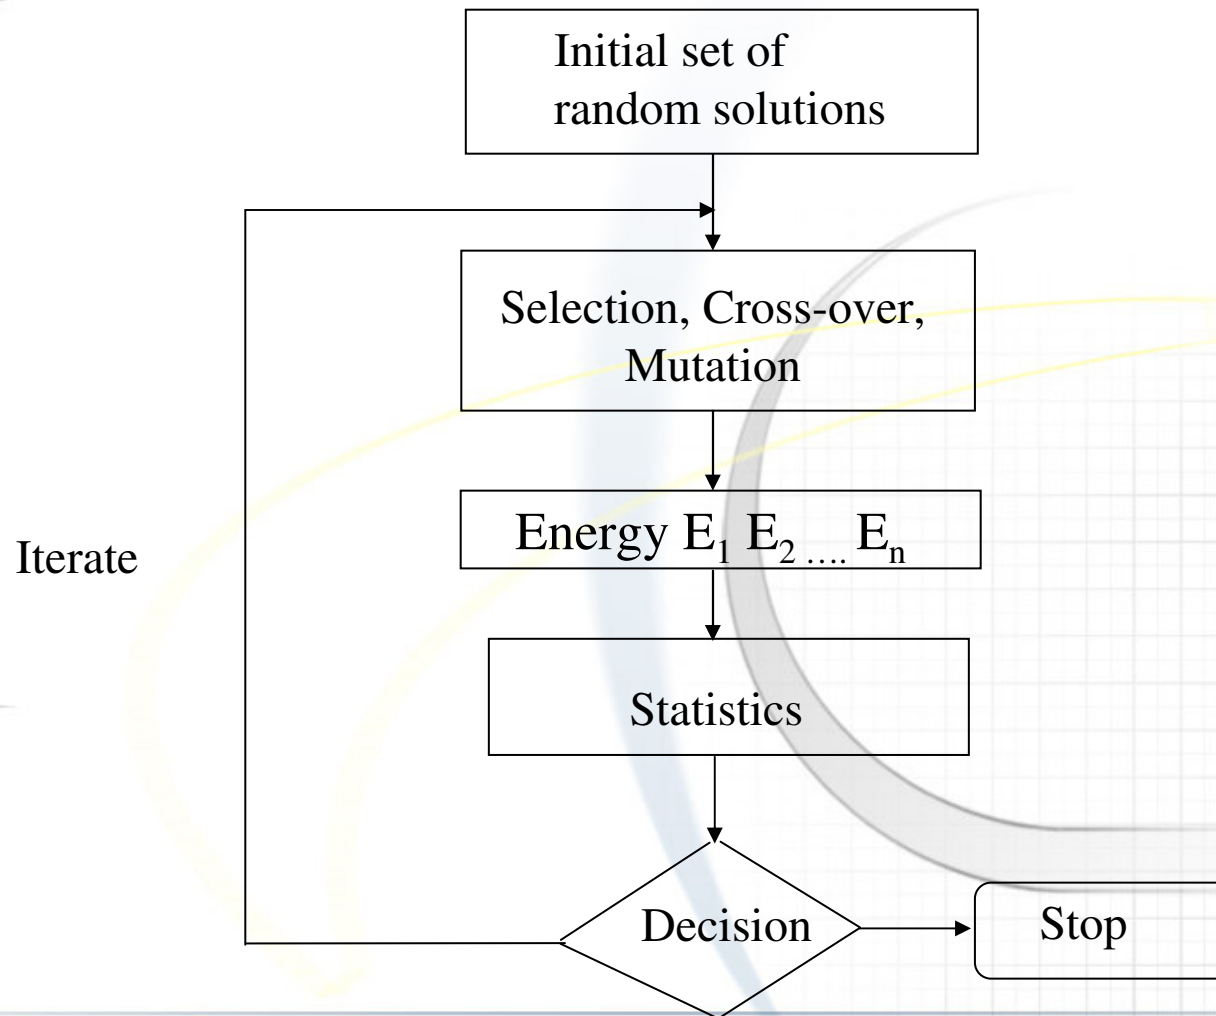 Initial set of
random solutions
Selection, Cross-over,
Mutation
Energy E₁ E₂ .... Eₙ
Iterate
Statistics
Decision
Stop